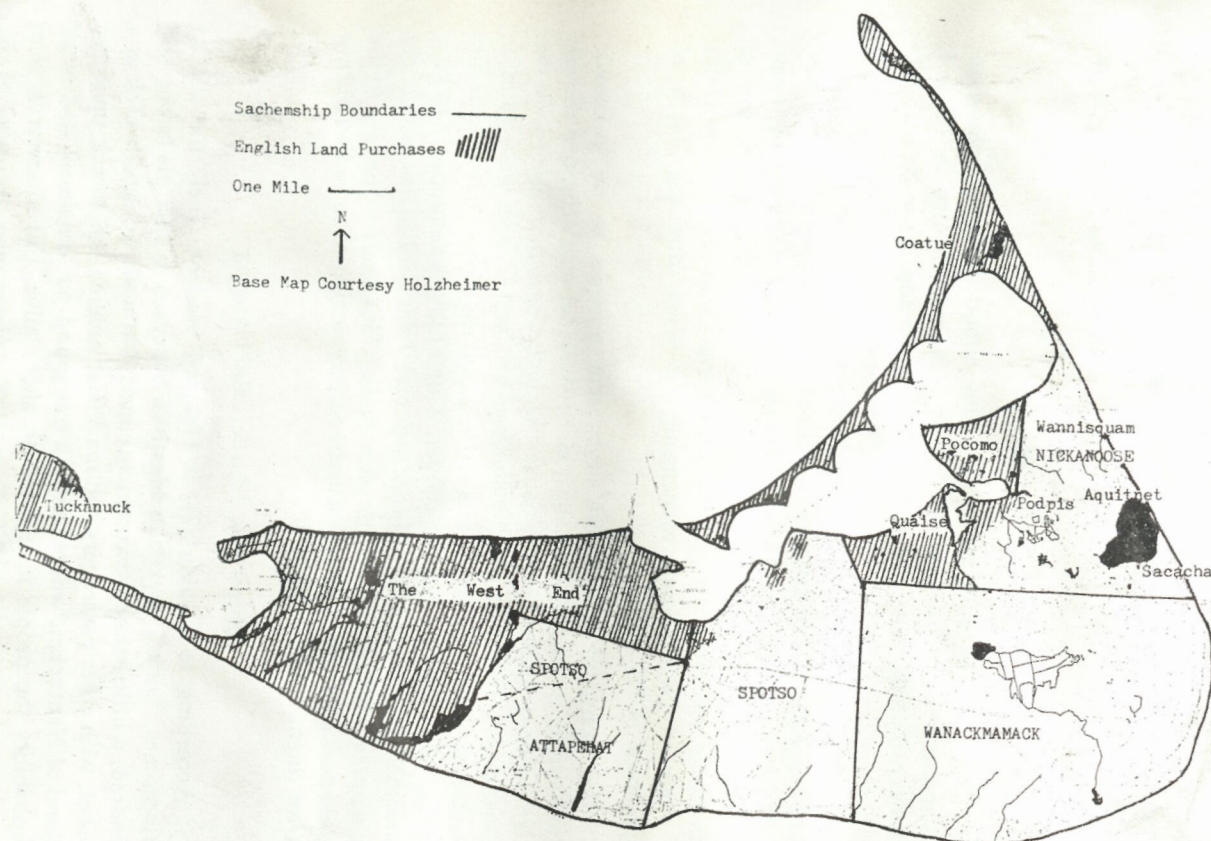 Sachemship Boundaries
English Land Purchases
One Mile
N
Base Map Courtesy Holzheimer
Coatue
Wannisquam
Pocomo
NICKANOOSE
Tuckanuck
Podpis
Aquitnet
Quaise
Sacacha
The West End
SPOTSO
SPOTSO
WANACKMAMACK
ATTAPEHAT